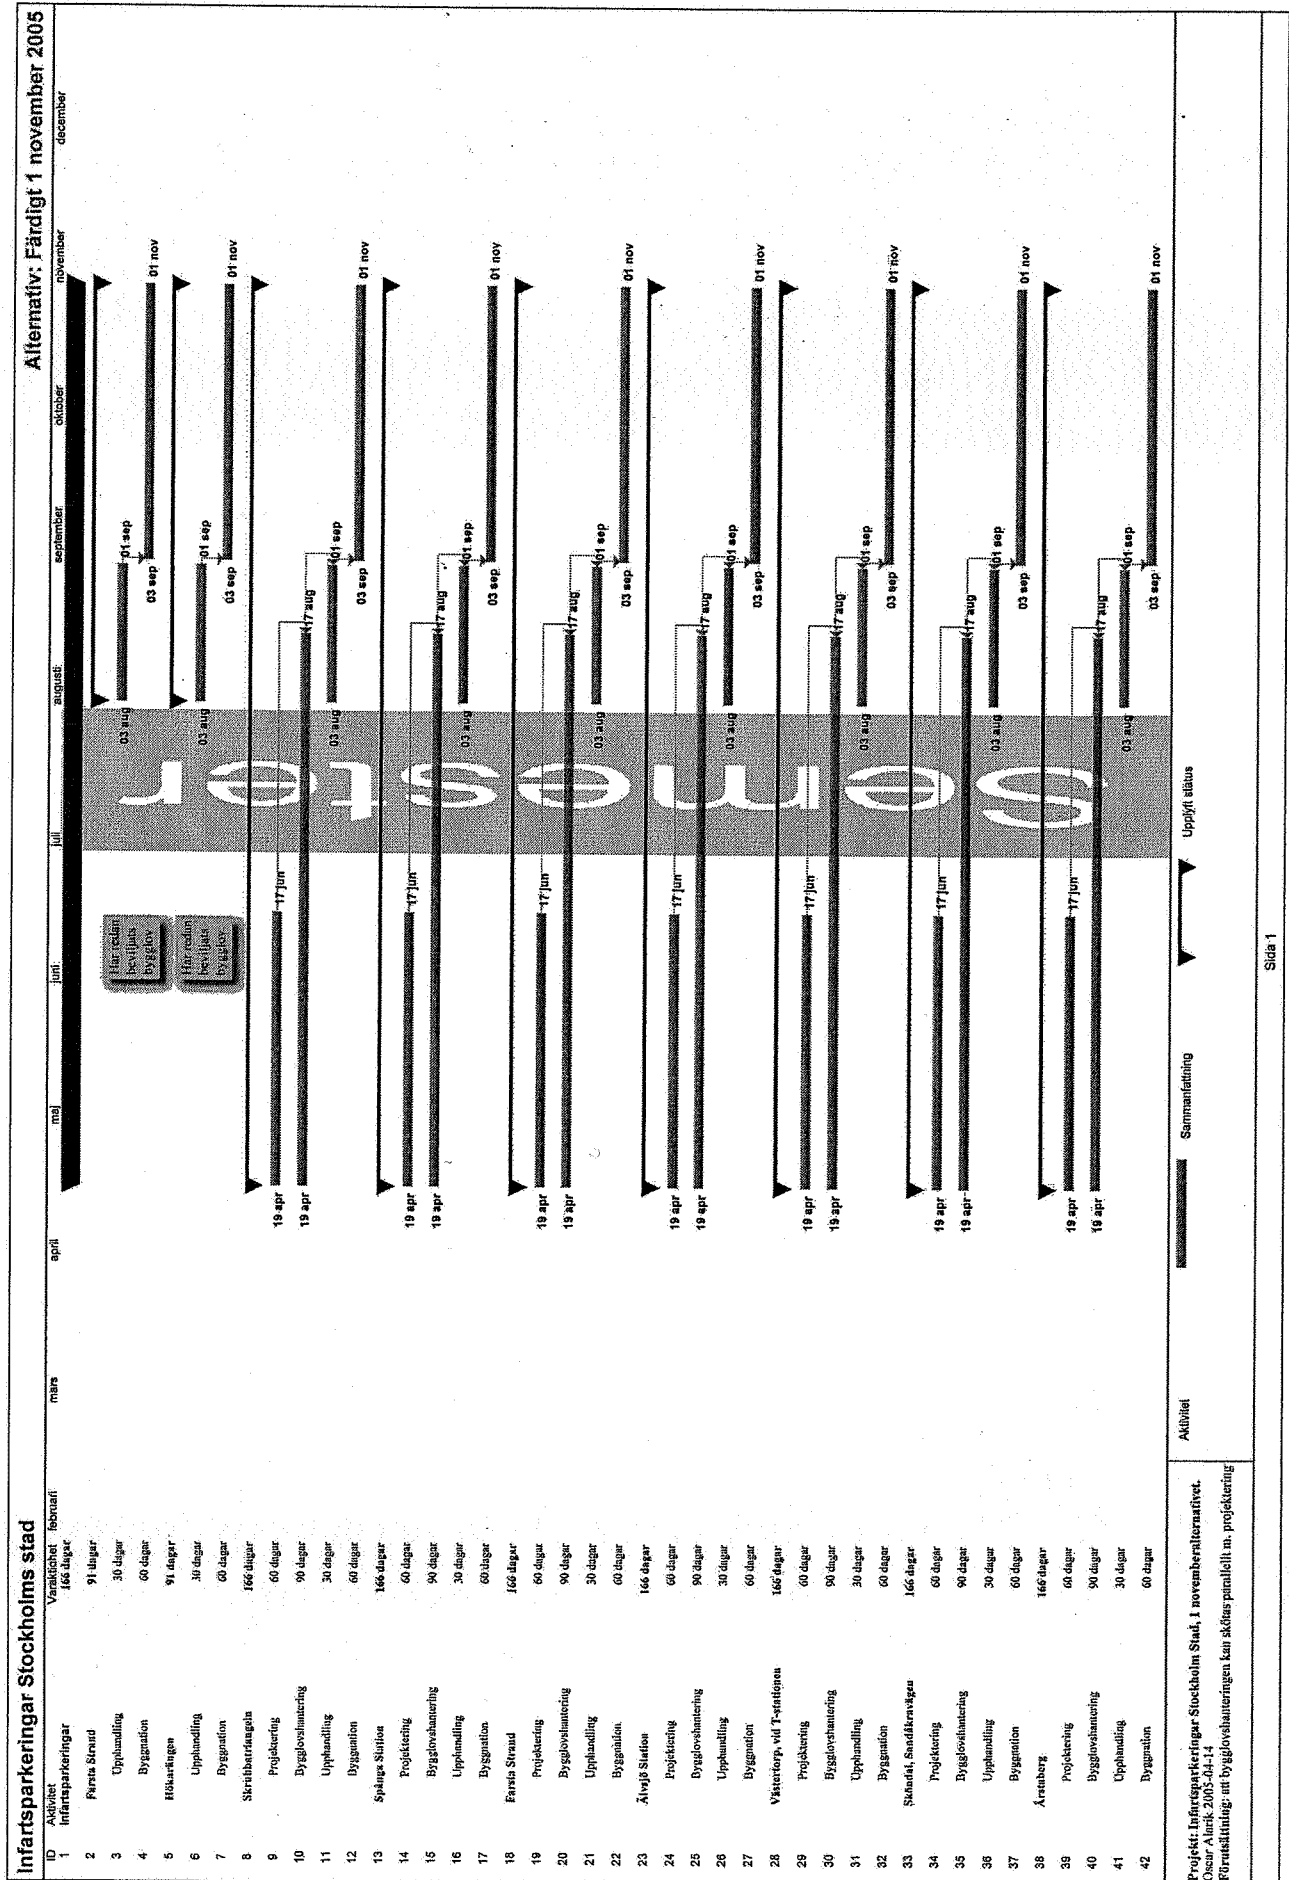 Infartsparkeringar Stockholms stad
Alternativ: Färdigt 1 november 2005
ID Aktivitet Varaktighet februari mars april maj juni juli augusti september oktober november december
1 Infartsparkeringar 166 dagar
2 Farsta Strand 91 dagar
3 Upphandling 30 dagar 03 aug 01 sep
4 Byggnation 60 dagar 03 sep 01 nov
5 Hökarängen 91 dagar
6 Upphandling 30 dagar 03 aug 01 sep
7 Byggnation 60 dagar 03 sep 01 nov
8 Skrubbatriangeln 166 dagar
9 Projektering 60 dagar 19 apr 17 jun
10 Bygglovshantering 90 dagar 19 apr 17 aug
11 Upphandling 30 dagar 03 aug 01 sep
12 Byggnation 60 dagar 03 sep 01 nov
13 Spånga Station 166 dagar
14 Projektering 60 dagar 19 apr 17 jun
15 Bygglovshantering 90 dagar 19 apr 17 aug
16 Upphandling 30 dagar 03 aug 01 sep
17 Byggnation 60 dagar 03 sep 01 nov
18 Farsta Strand 166 dagar
19 Projektering 60 dagar 19 apr 17 jun
20 Bygglovshantering 90 dagar 19 apr 17 aug
21 Upphandling 30 dagar 03 aug 01 sep
22 Byggnation 60 dagar 03 sep 01 nov
23 Älvsjö Station 166 dagar
24 Projektering 60 dagar 19 apr 17 jun
25 Bygglovshantering 90 dagar 19 apr 17 aug
26 Upphandling 30 dagar 03 aug 01 sep
27 Byggnation 60 dagar 03 sep 01 nov
28 Västertorp, vid T-stationen 166 dagar
29 Projektering 60 dagar 19 apr 17 jun
30 Bygglovshantering 90 dagar 19 apr 17 aug
31 Upphandling 30 dagar 03 aug 01 sep
32 Byggnation 60 dagar 03 sep 01 nov
33 Sköndal, Sandåkravägen 166 dagar
34 Projektering 60 dagar 19 apr 17 jun
35 Bygglovshantering 90 dagar 19 apr 17 aug
36 Upphandling 30 dagar 03 aug 01 sep
37 Byggnation 60 dagar 03 sep 01 nov
38 Årstaberg 166 dagar
39 Projektering 60 dagar 19 apr 17 jun
40 Bygglovshantering 90 dagar 19 apr 17 aug
41 Upphandling 30 dagar 03 aug 01 sep
42 Byggnation 60 dagar 03 sep 01 nov
Har redan
beviljats
bygglov
Har redan
beviljats
bygglov
Semester
Projekt: Infartsparkeringar Stockholm Stad, 1 novemberalternativet.
Oscar Alarik 2005-04-14
Förutsättning: att bygglovshanteringen kan skötas parallellt m. projektering
Aktivitet Sammanfattning Upplyft status
Sida 1